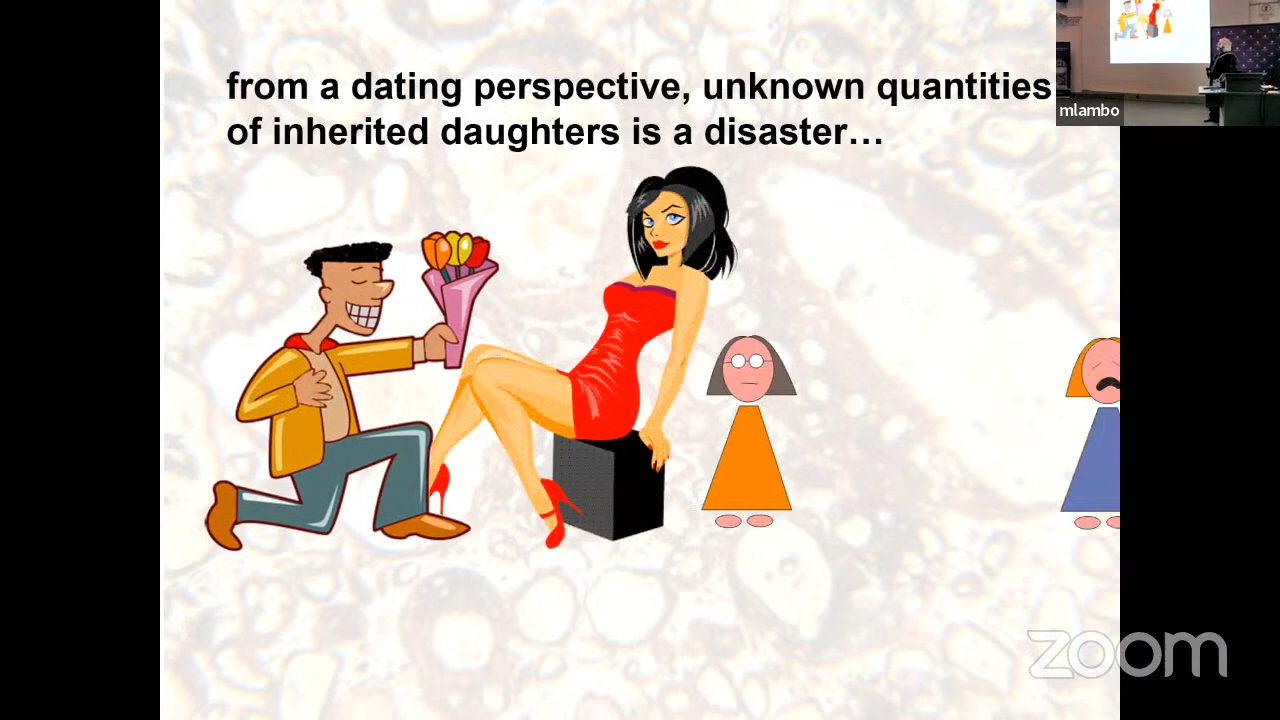 from a dating perspective, unknown quantities
of inherited daughters is a disaster…
mlambo
zoom